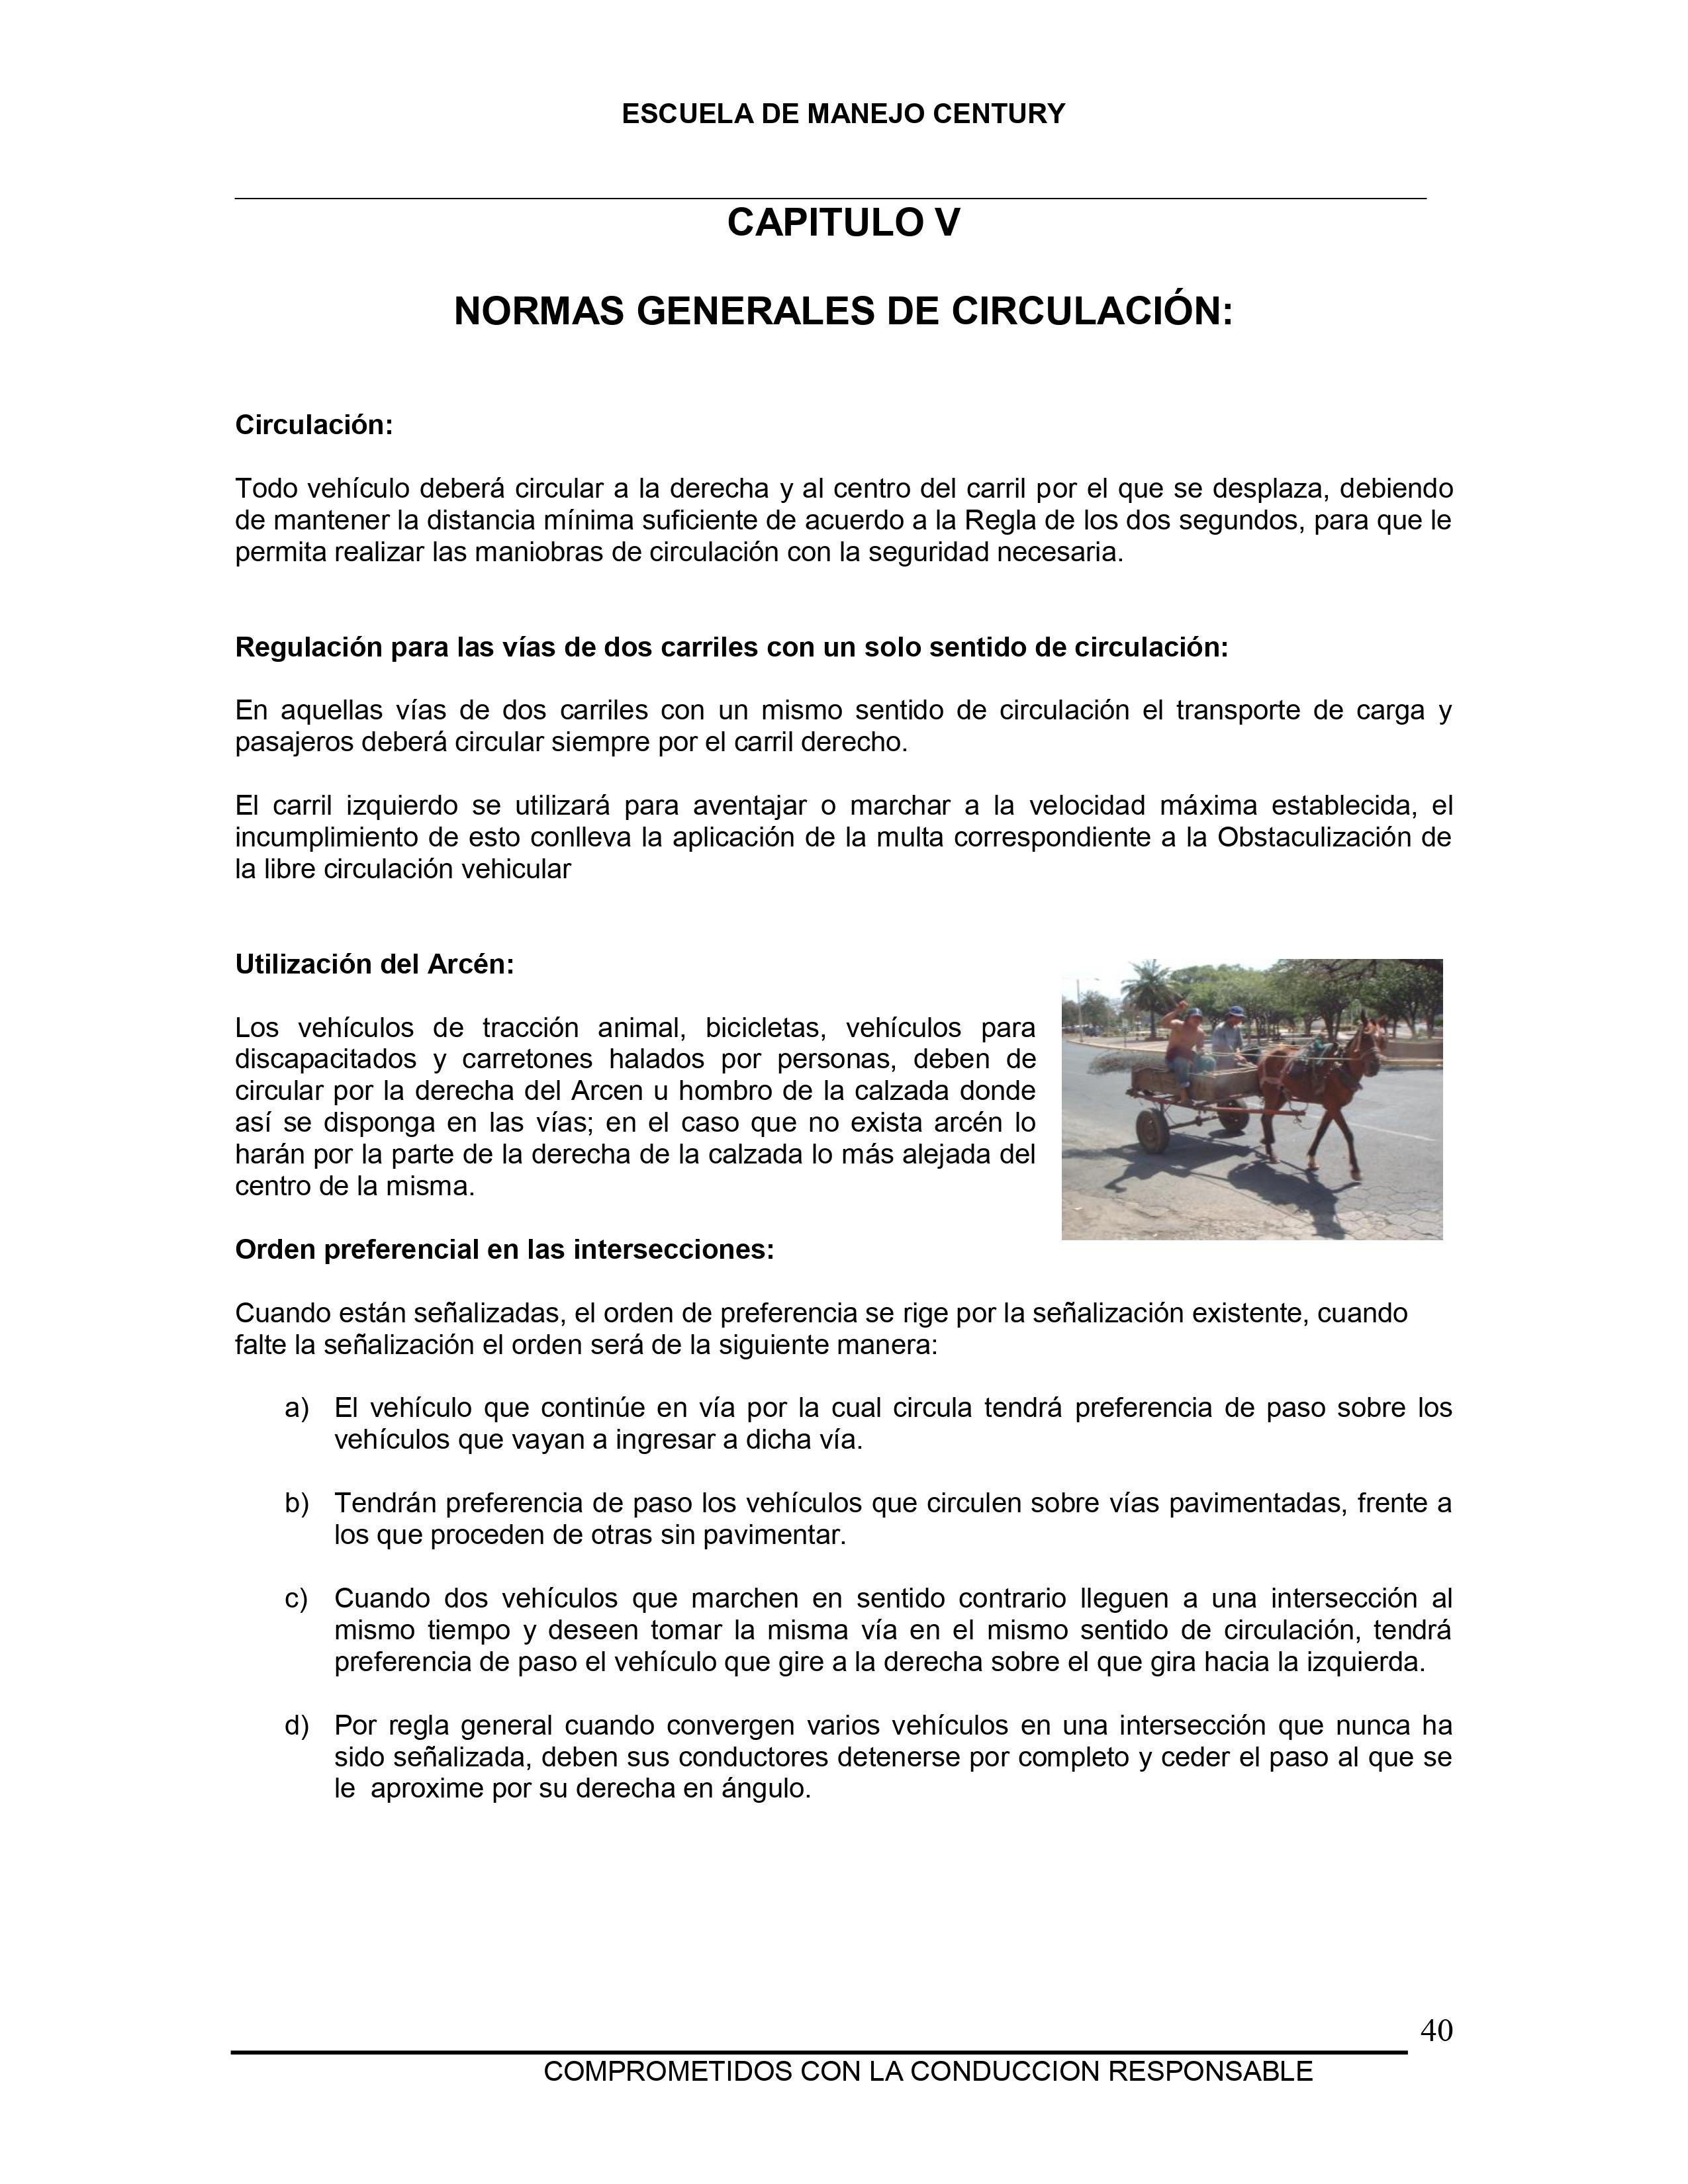 ESCUELA DE MANEJO CENTURY
CAPITULO V
NORMAS GENERALES DE CIRCULACIÓN:
Circulación:
Todo vehículo deberá circular a la derecha y al centro del carril por el que se desplaza, debiendo
de mantener la distancia mínima suficiente de acuerdo a la Regla de los dos segundos, para que le
permita realizar las maniobras de circulación con la seguridad necesaria.
Regulación para las vías de dos carriles con un solo sentido de circulación:
En aquellas vías de dos carriles con un mismo sentido de circulación el transporte de carga y
pasajeros deberá circular siempre por el carril derecho.
El carril izquierdo se utilizará para aventajar o marchar a la velocidad máxima establecida, el
incumplimiento de esto conlleva la aplicación de la multa correspondiente a la Obstaculización de
la libre circulación vehicular
Utilización del Arcén:
Los vehículos de tracción animal, bicicletas, vehículos para
discapacitados y carretones halados por personas, deben de
circular por la derecha del Arcen u hombro de la calzada donde
así se disponga en las vías; en el caso que no exista arcén lo
harán por la parte de la derecha de la calzada lo más alejada del
centro de la misma.
Orden preferencial en las intersecciones:
Cuando están señalizadas, el orden de preferencia se rige por la señalización existente, cuando
falte la señalización el orden será de la siguiente manera:
a) El vehículo que continúe en vía por la cual circula tendrá preferencia de paso sobre los
vehículos que vayan a ingresar a dicha vía.
b) Tendrán preferencia de paso los vehículos que circulen sobre vías pavimentadas, frente a
los que proceden de otras sin pavimentar.
c) Cuando dos vehículos que marchen en sentido contrario lleguen a una intersección al
mismo tiempo y deseen tomar la misma vía en el mismo sentido de circulación, tendrá
preferencia de paso el vehículo que gire a la derecha sobre el que gira hacia la izquierda.
d) Por regla general cuando convergen varios vehículos en una intersección que nunca ha
sido señalizada, deben sus conductores detenerse por completo y ceder el paso al que se
le aproxime por su derecha en ángulo.
40
COMPROMETIDOS CON LA CONDUCCION RESPONSABLE